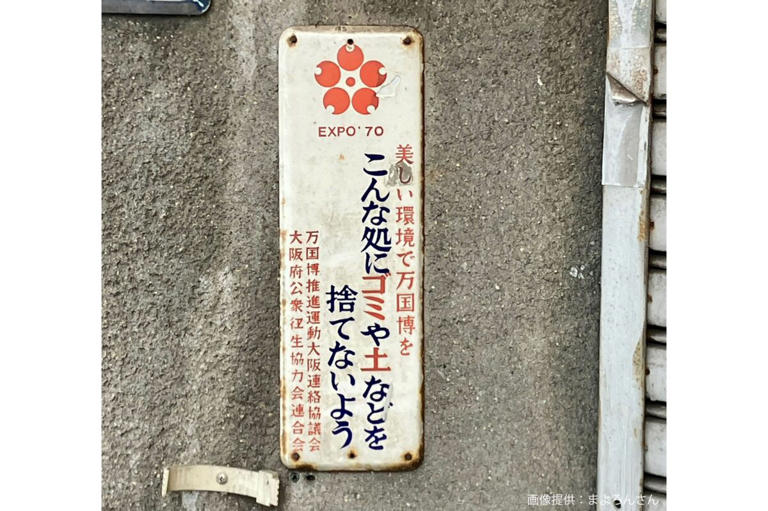 EXPO'70
美しい環境で万国博を
こんな処にゴミや土などを
捨てないよう
万国博推進運動大阪連絡協議会
大阪府公衆衛生協力会連合会
画像提供：まよろんさん